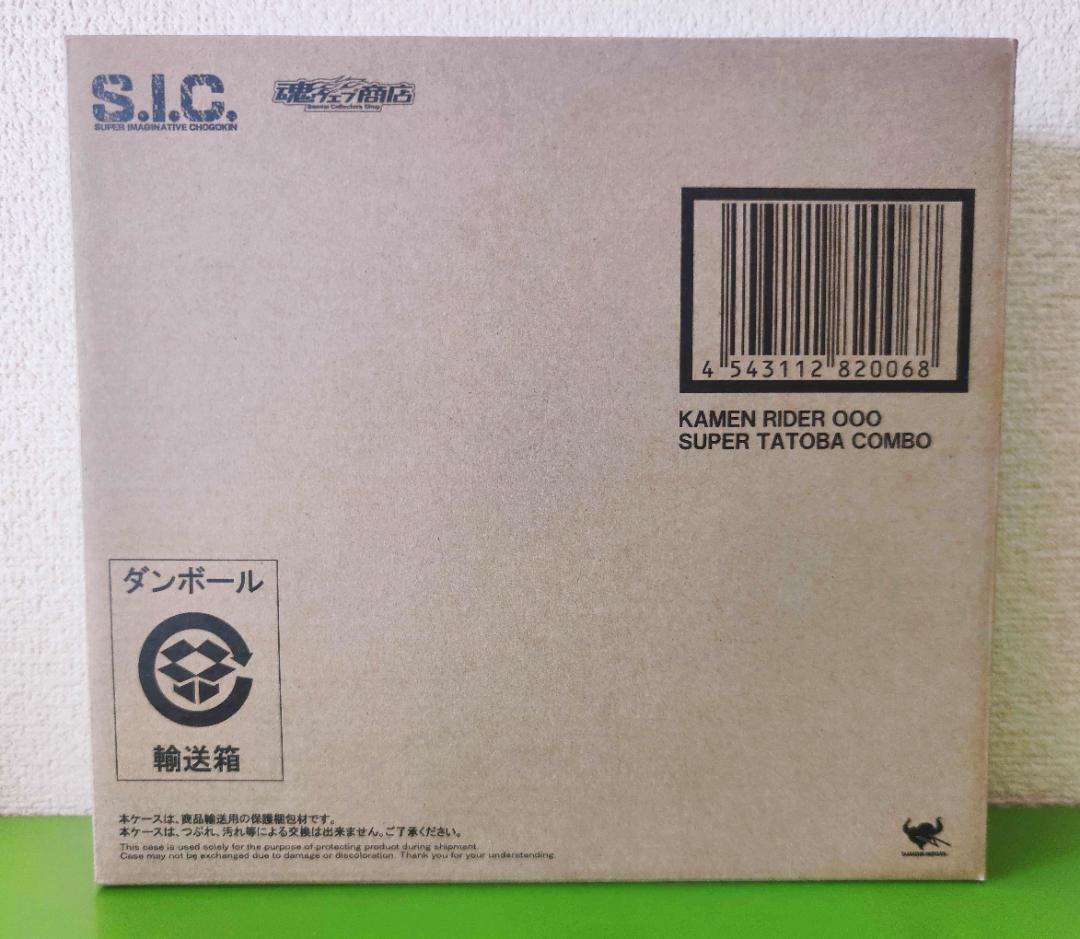 S.I.C.
SUPER IMAGINATIVE CHOGOKIN
魂ウェブ商店
4 543112 820068
KAMEN RIDER OOO
SUPER TATOBA COMBO
ダンボール
輸送箱
本ケースは、商品輸送用の保護梱包材です。
本ケースは、つぶれ、汚れ等による交換は出来ません。ご了承ください。
This case is used solely for the purpose of protecting product during shipment.
Case may not be exchanged due to damage or discoloration. Thank you for your understanding.